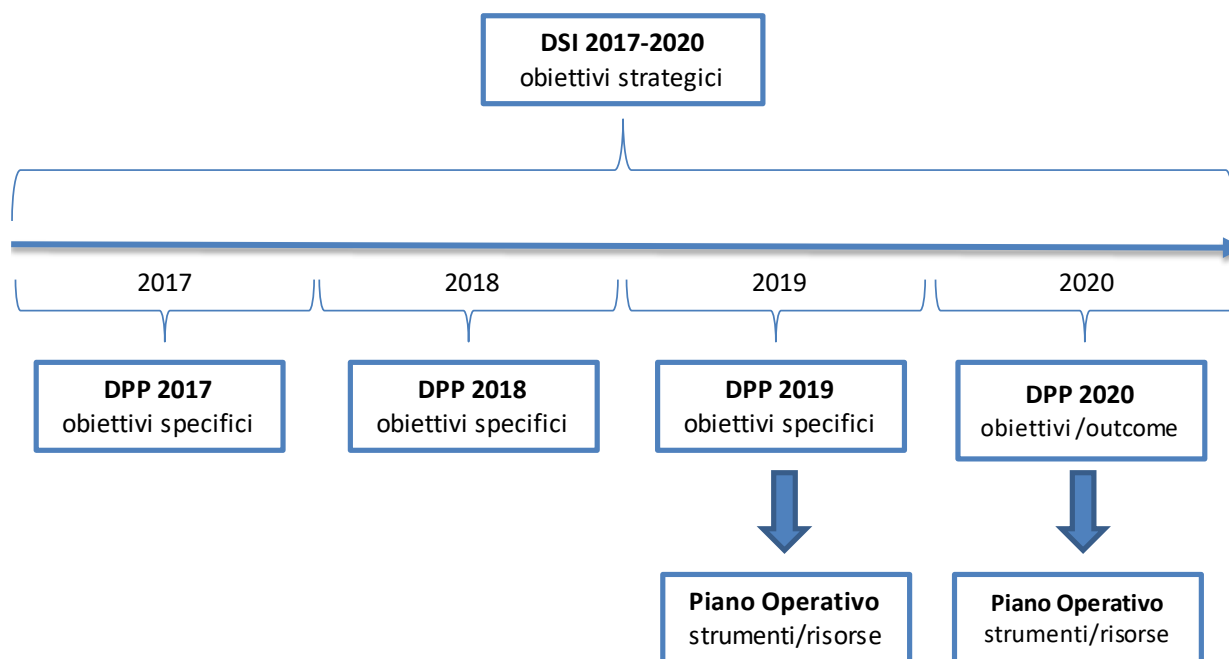 DSI 2017-2020
obiettivi strategici
2017
2018
2019
2020
DPP 2017
obiettivi specifici
DPP 2018
obiettivi specifici
DPP 2019
obiettivi specifici
DPP 2020
obiettivi/outcome
Piano Operativo
strumenti/risorse
Piano Operativo
strumenti/risorse